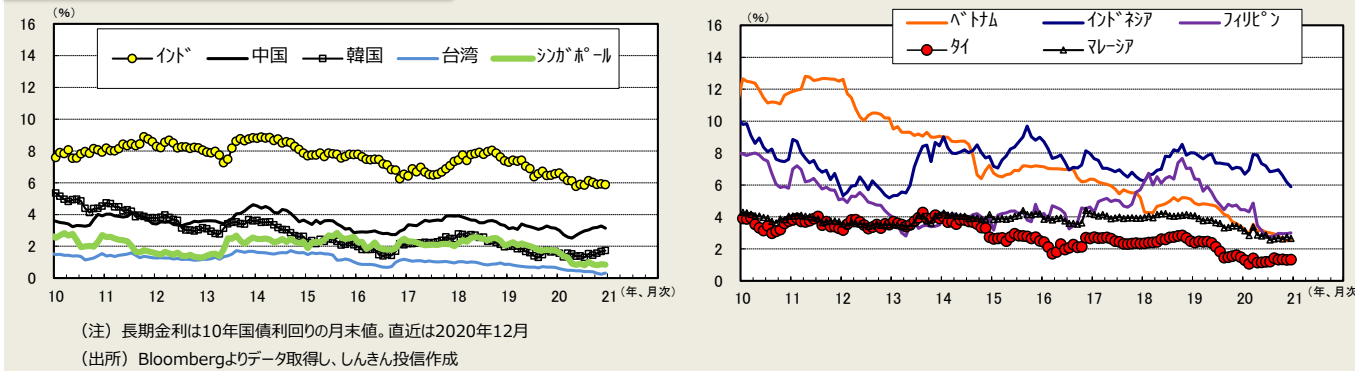 (%)
16
14
12
10
8
6
4
2
0
インド 中国 韓国 台湾 シンガポール
10 11 12 13 14 15 16 17 18 19 20 21
(年、月次)
(%)
16
14
12
10
8
6
4
2
0
ベトナム インドネシア フィリピン
タイ マレーシア
10 11 12 13 14 15 16 17 18 19 20 21
(年、月次)
(注) 長期金利は10年国債利回りの月末値。直近は2020年12月
(出所) Bloombergよりデータ取得し、しんきん投信作成